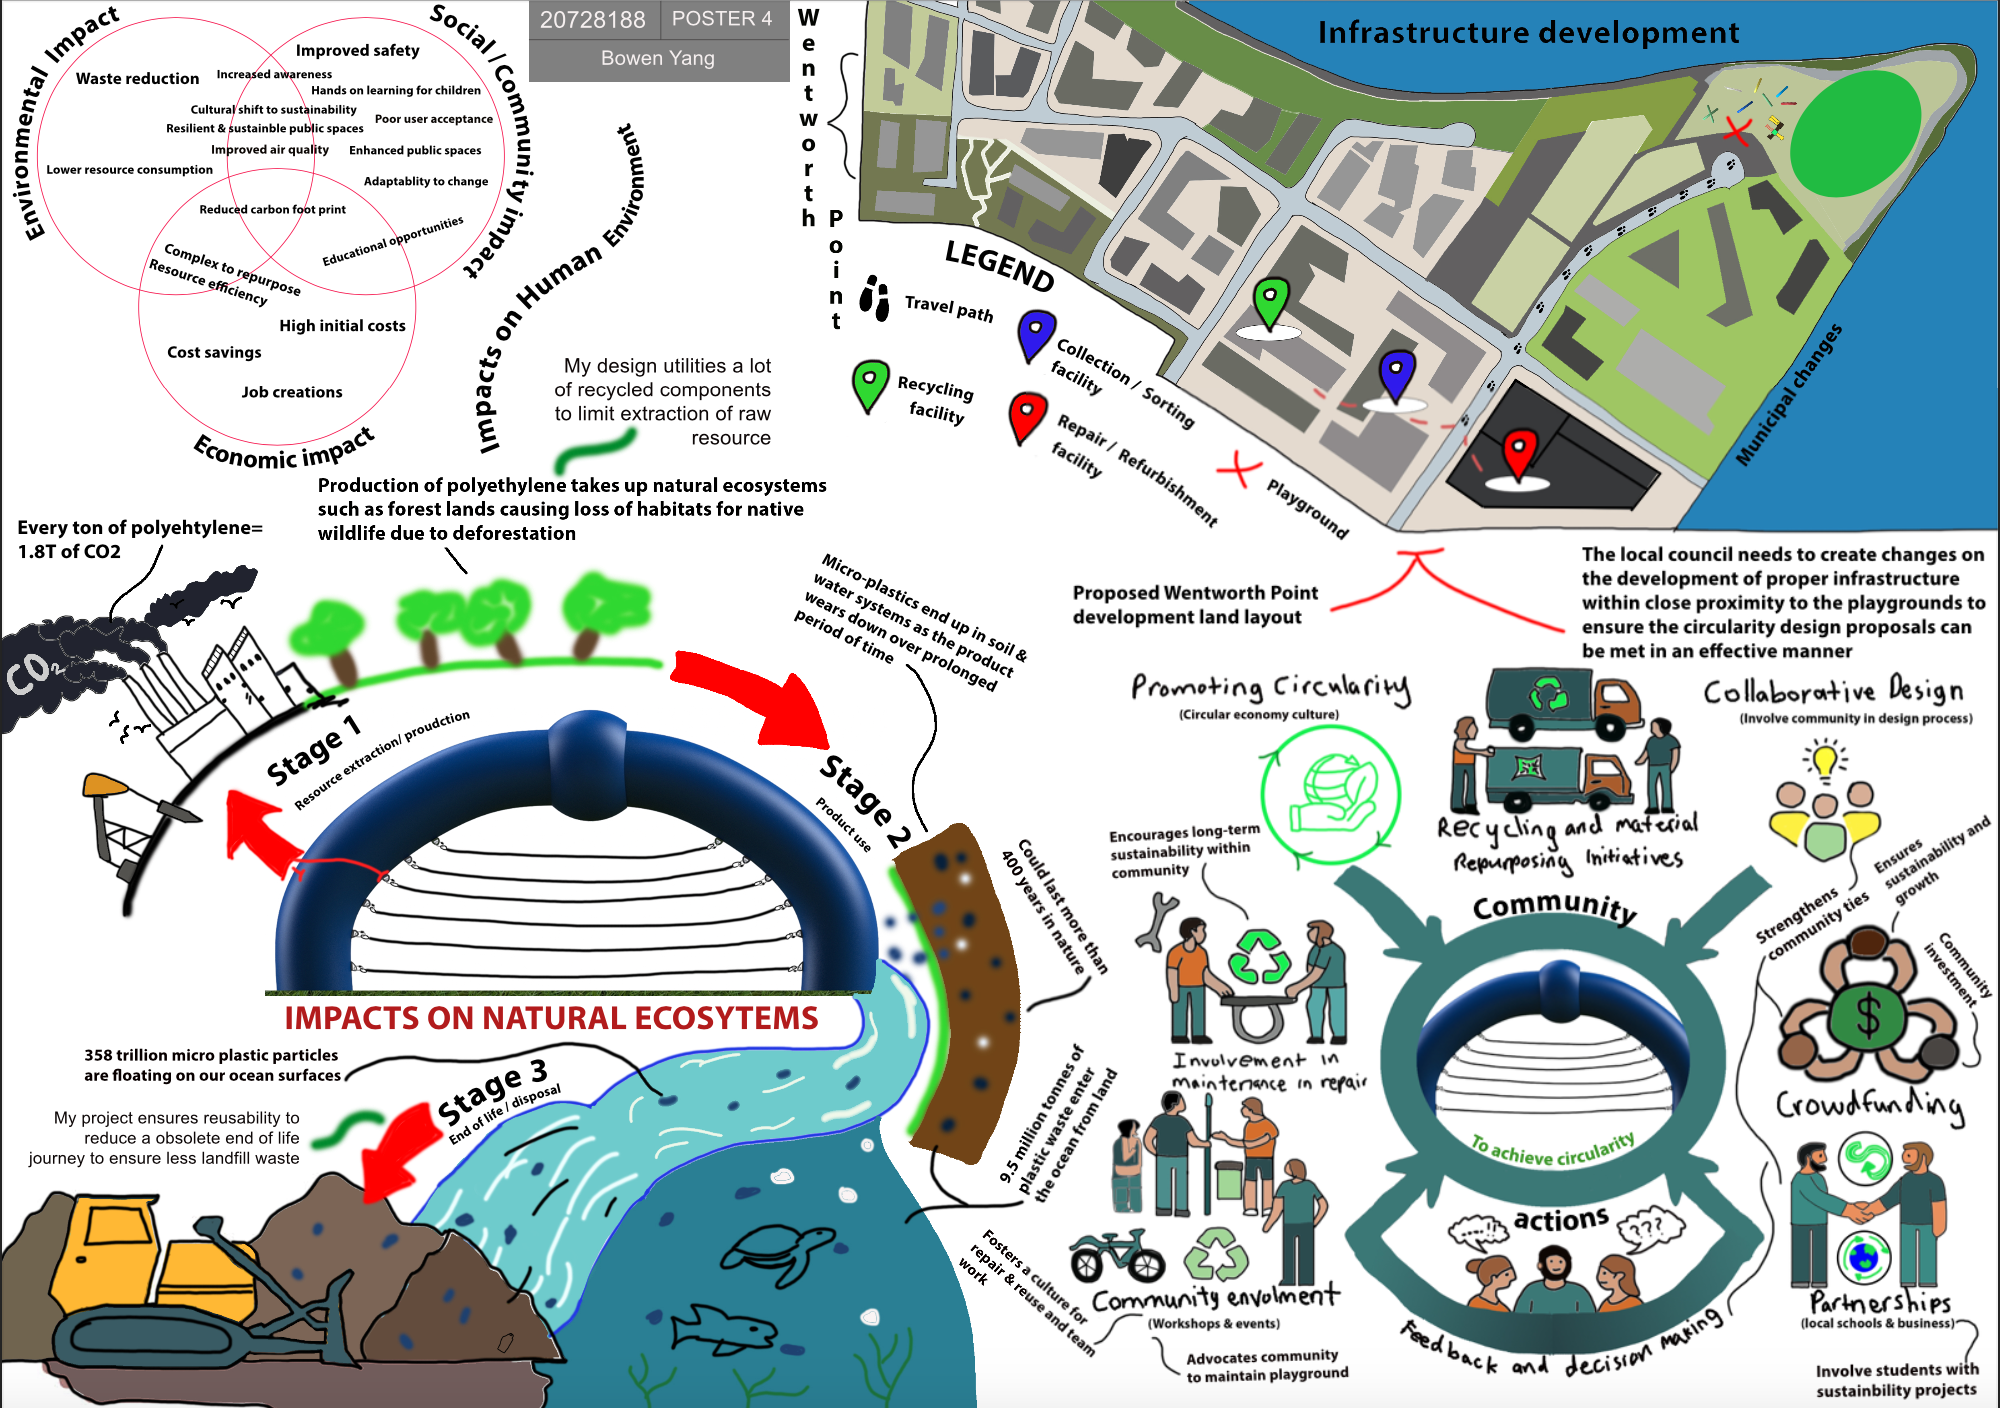 20728188
POSTER 4
Bowen Yang
Environmental Impact
Social / Community impact
Economic impact
Waste reduction
Lower resource consumption
Improved safety
Increased awareness
Hands on learning for children
Cultural shift to sustainability
Poor user acceptance
Resilient & sustainble public spaces
Improved air quality
Enhanced public spaces
Adaptablity to change
Reduced carbon foot print
Educational opportunities
Complex to repurpose
Resource efficiency
High initial costs
Cost savings
Job creations
Impacts on Human Environment
My design utilities a lot
of recycled components
to limit extraction of raw
resource
Wentworth
Point
Infrastructure development
Municipal changes
LEGEND
Travel path
Collection / Sorting
facility
Recycling
facility
Repair / Refurbishment
facility
Playground
Proposed Wentworth Point
development land layout
The local council needs to create changes on
the development of proper infrastructure
within close proximity to the playgrounds to
ensure the circularity design proposals can
be met in an effective manner
Every ton of polyehtylene=
1.8T of CO2
CO2
Production of polyethylene takes up natural ecosystems
such as forest lands causing loss of habitats for native
wildlife due to deforestation
Stage 1
Resource extraction/ proudction
Micro-plastics end up in soil &
water systems as the product
wears down over prolonged
period of time
Stage 2
Product use
Could last more than
400 years in nature
IMPACTS ON NATURAL ECOSYTEMS
358 trillion micro plastic particles
are floating on our ocean surfaces
Stage 3
End of life / disposal
My project ensures reusability to
reduce a obsolete end of life
journey to ensure less landfill waste
9.5 million tonnes of
plastic waste enter
the ocean from land
Promoting Circularity
(Circular economy culture)
Recycling and material
Repurposing Initiatives
Collaborative Design
(Involve community in design process)
Encourages long-term
sustainability within
community
Involvement in
maintenance in repair
Community
To achieve circularity
actions
Strengthens
community ties
Ensures
sustainability and
growth
Community
investment
$
Crowdfunding
Fosters a culture for
repair & reuse and team
work
Community envolment
(Workshops & events)
Advocates community
to maintain playground
...!!
???
Feedback and decision making
Partnerships
(local schools & business)
Involve students with
sustainbility projects